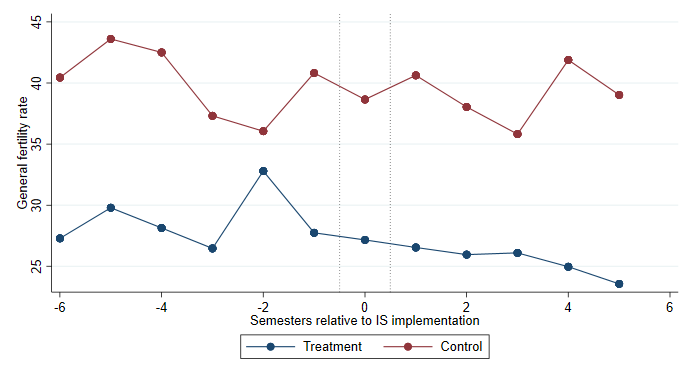 General fertility rate
45
40
35
30
25
-6 -4 -2 0 2 4 6
Semesters relative to IS implementation
Treatment Control